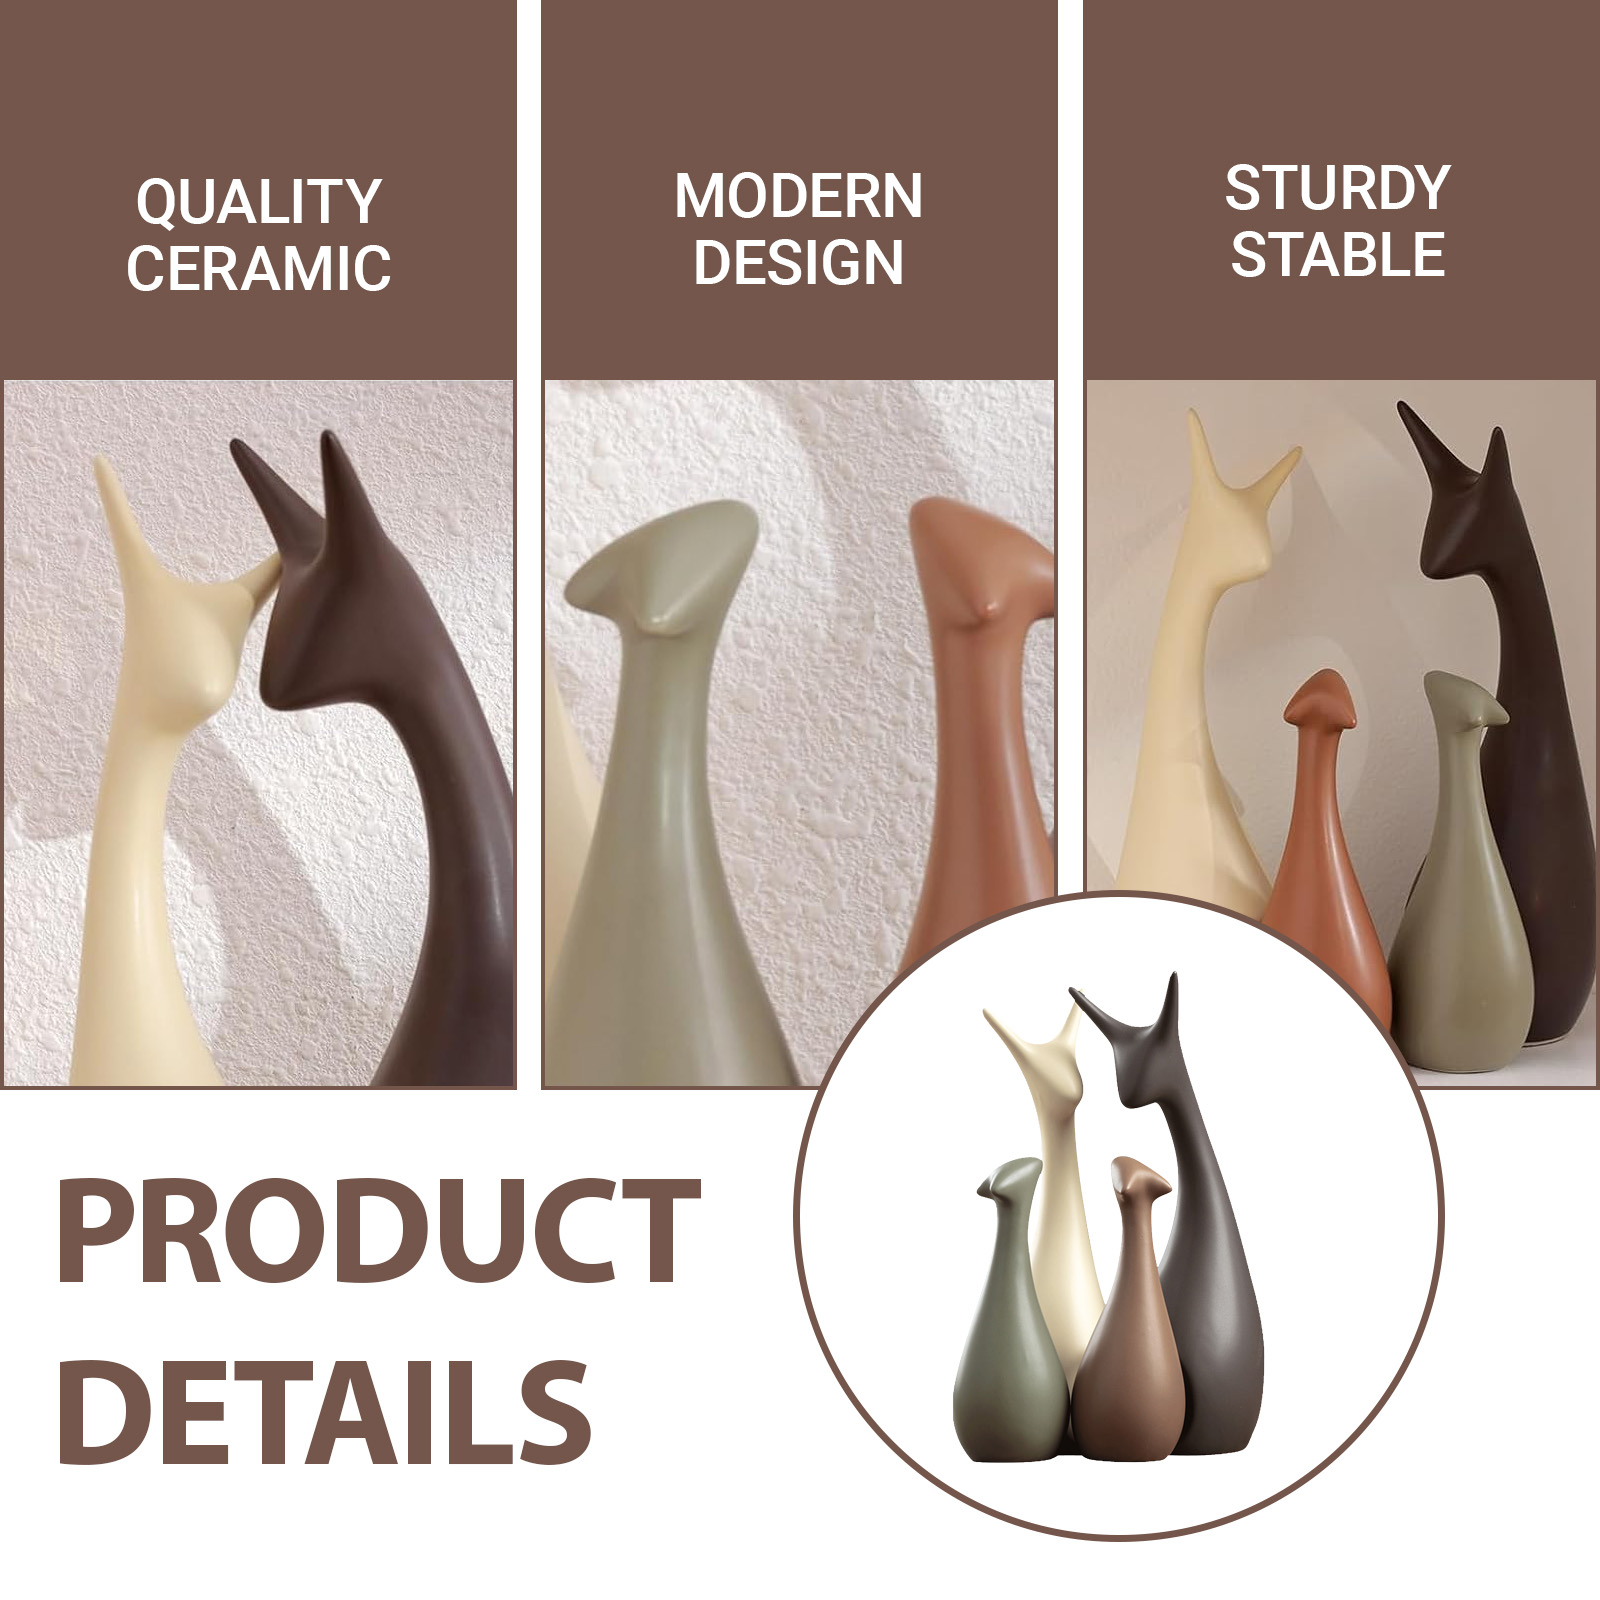 QUALITY
CERAMIC
MODERN
DESIGN
STURDY
STABLE
PRODUCT
DETAILS